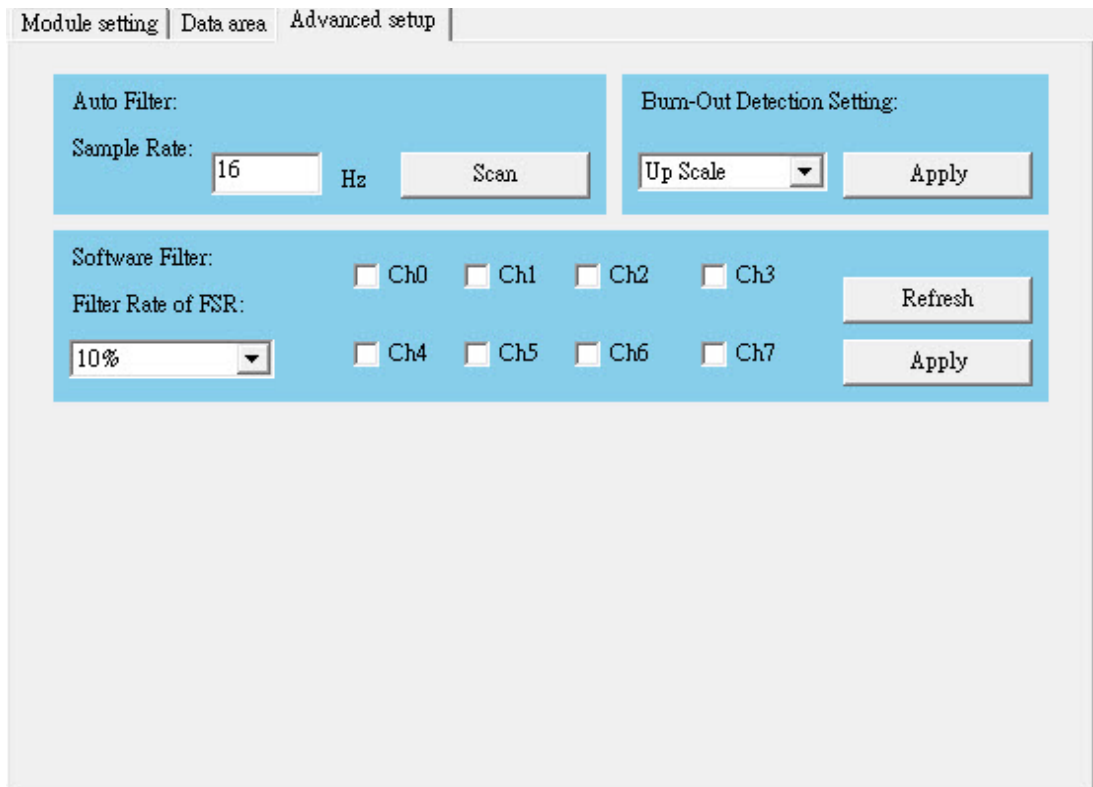 Module setting Data area Advanced setup
Auto Filter:
Sample Rate: 16 Hz Scan
Burn-Out Detection Setting:
Up Scale Apply
Software Filter:
Filter Rate of FSR:
10%
Ch0 Ch1 Ch2 Ch3
Ch4 Ch5 Ch6 Ch7
Refresh
Apply